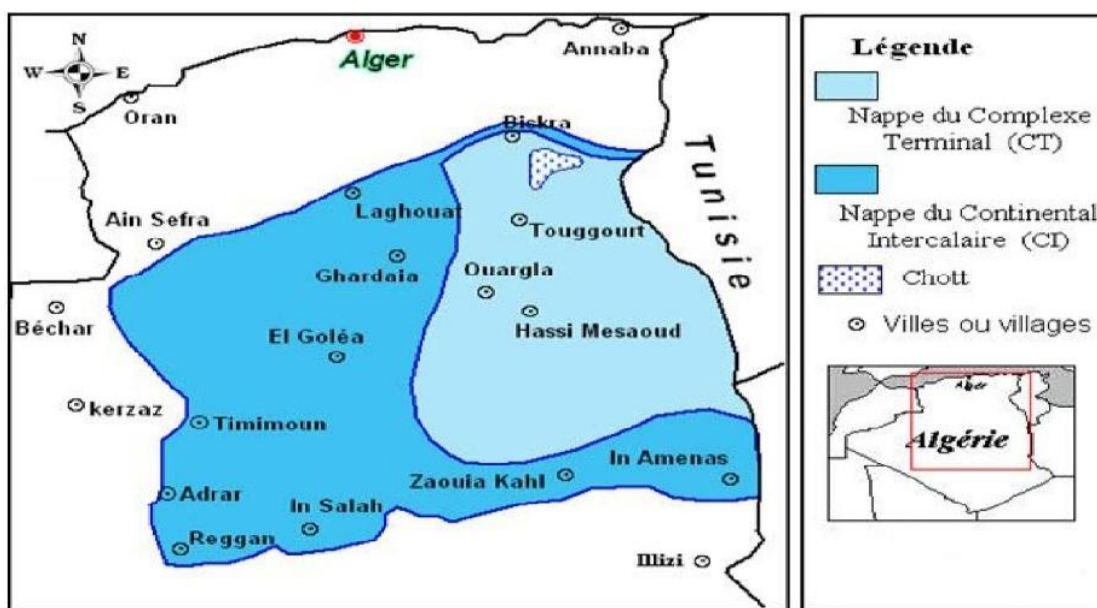 N
W E
S
Alger
Annaba
Oran
Biskra
Tunisie
Laghouat
Ain Sefra
Touggourt
Ghardaia
Ouargla
Béchar
Hassi Mesaoud
El Goléa
kerzaz
Timimoun
In Amenas
Zaouia Kahl
Adrar
In Salah
Reggan
Illizi
Légende
Nappe du Complexe
Terminal (CT)
Nappe du Continental
Intercalaire (CI)
Chott
Villes ou villages
Alger
Algérie